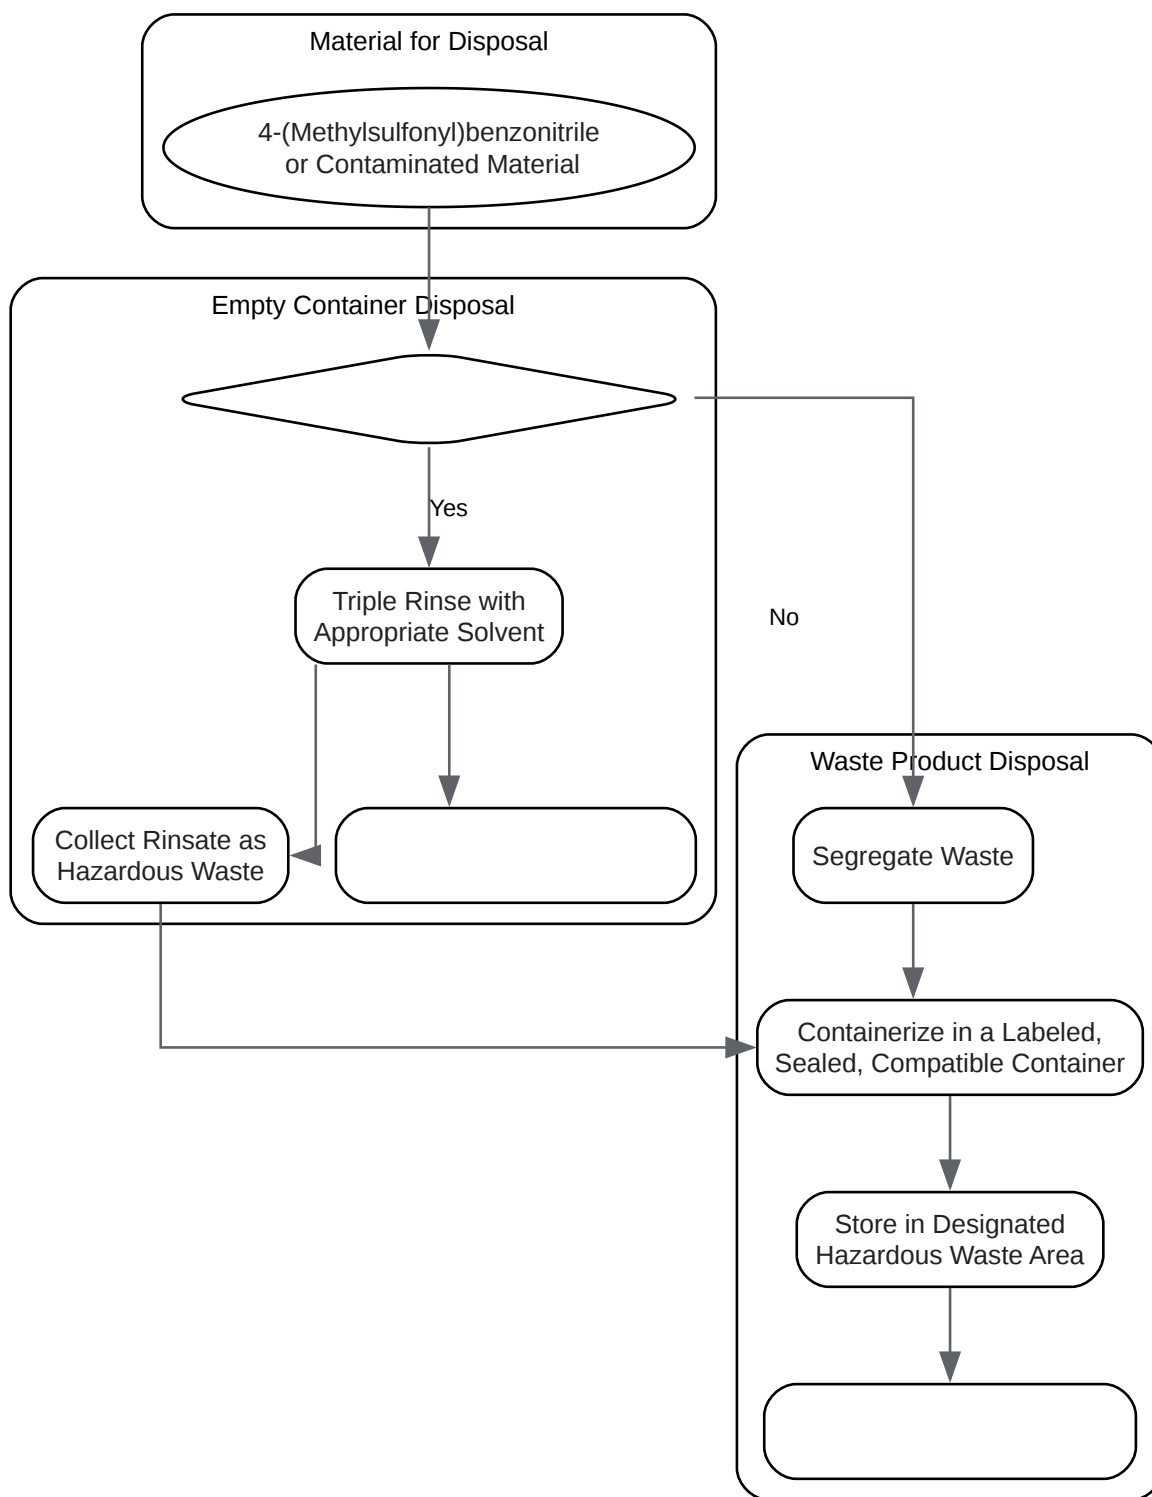 Material for Disposal
4-(Methylsulfonyl)benzonitrile
or Contaminated Material
Empty Container Disposal
Yes
Triple Rinse with
Appropriate Solvent
No
Waste Product Disposal
Collect Rinsate as
Hazardous Waste
Segregate Waste
Containerize in a Labeled,
Sealed, Compatible Container
Store in Designated
Hazardous Waste Area